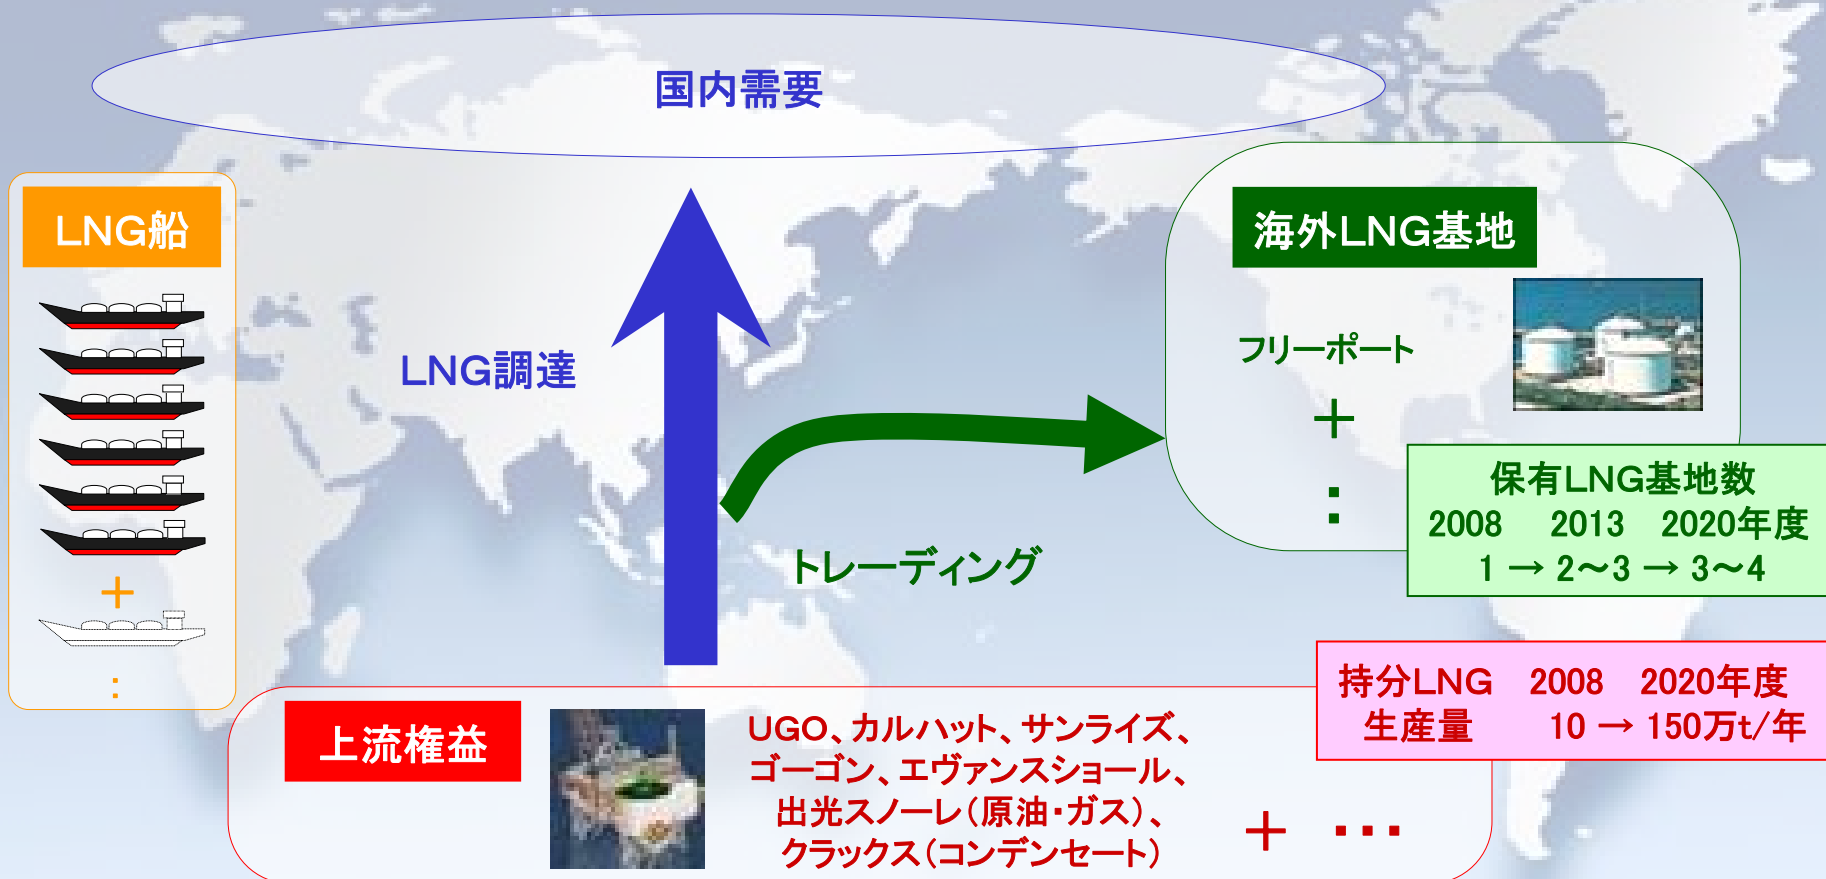 国内需要
LNG船
＋
：
LNG調達
トレーディング
海外LNG基地
フリーポート
＋
：
保有LNG基地数
2008 2013 2020年度
1 → 2～3 → 3～4
持分LNG 2008 2020年度
生産量 10 → 150万t/年
上流権益
UGO、カルハット、サンライズ、
ゴーゴン、エヴァンスショール、
出光スノーレ(原油・ガス)、
クラックス(コンデンセート)
＋ ・・・